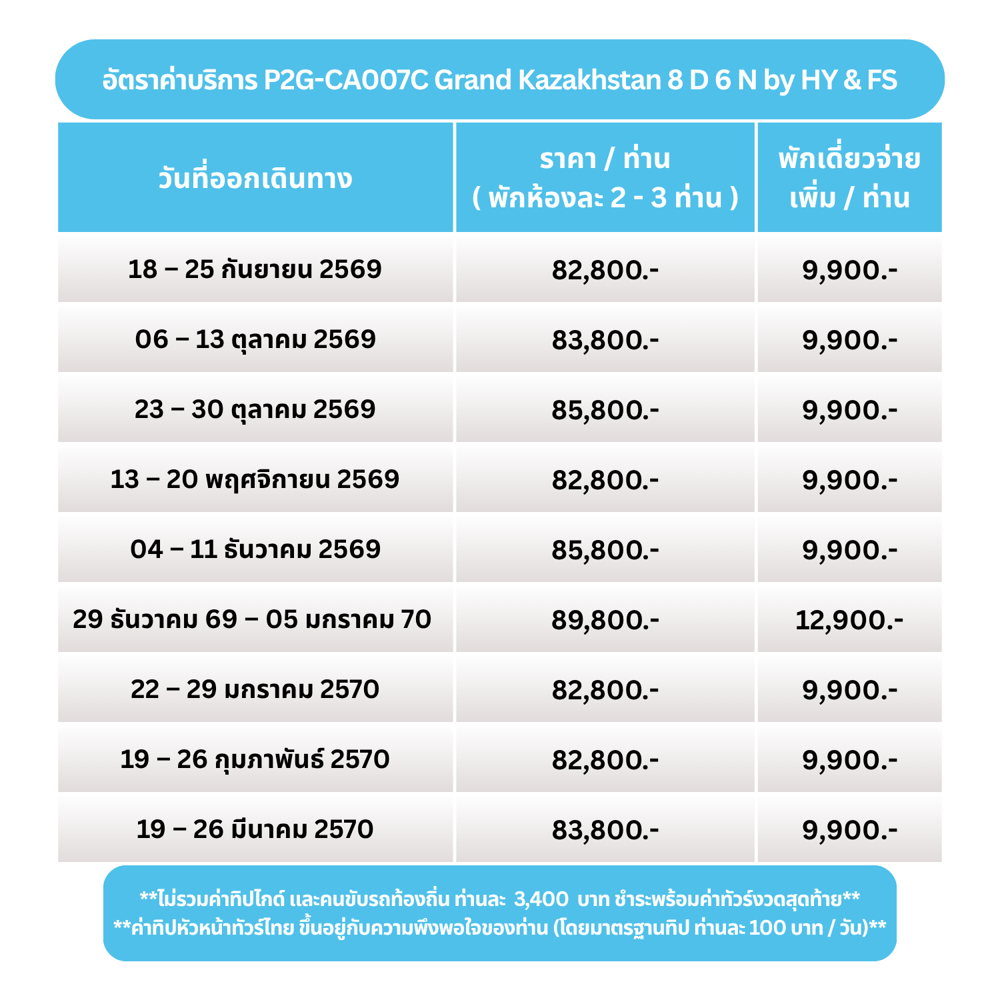 อัตราค่าบริการ P2G-CA007C Grand Kazakhstan 8 D 6 N by HY & FS
วันที่ออกเดินทาง
ราคา / ท่าน
( พักห้องละ 2 - 3 ท่าน )
พักเดี่ยวจ่าย
เพิ่ม / ท่าน
18 – 25 กันยายน 2569 82,800.- 9,900.-
06 – 13 ตุลาคม 2569 83,800.- 9,900.-
23 – 30 ตุลาคม 2569 85,800.- 9,900.-
13 – 20 พฤศจิกายน 2569 82,800.- 9,900.-
04 – 11 ธันวาคม 2569 85,800.- 9,900.-
29 ธันวาคม 69 – 05 มกราคม 70 89,800.- 12,900.-
22 – 29 มกราคม 2570 82,800.- 9,900.-
19 – 26 กุมภาพันธ์ 2570 82,800.- 9,900.-
19 – 26 มีนาคม 2570 83,800.- 9,900.-
**ไม่รวมค่าทิปไกด์ และคนขับรถท้องถิ่น ท่านละ 3,400 บาท ชำระพร้อมค่าทัวร์งวดสุดท้าย**
**ค่าทิปหัวหน้าทัวร์ไทย ขึ้นอยู่กับความพึงพอใจของท่าน (โดยมาตรฐานทิป ท่านละ 100 บาท / วัน)**